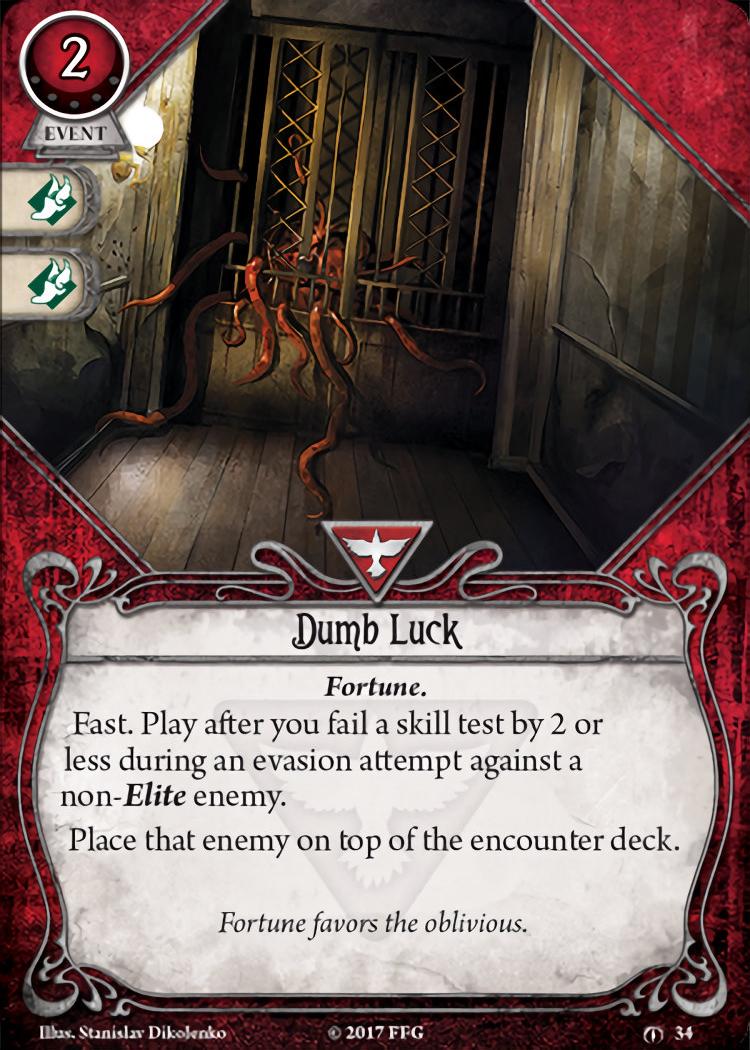 2
EVENT
Dumb Luck
Fortune.
Fast. Play after you fail a skill test by 2 or
less during an evasion attempt against a
non-Elite enemy.
Place that enemy on top of the encounter deck.
Fortune favors the oblivious.
Illus. Stanislav Dikolenko
© 2017 FFG
34